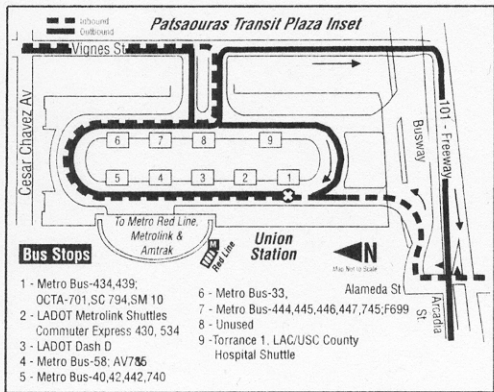 Patsaouras Transit Plaza Inset
Inbound
Outbound
Vignes St
Cesar Chavez Av
101 - Freeway
Busway
6 7 8 9
5 4 3 2 1
To Metro Red Line,
Metrolink &
Amtrak
M
Red Line
Union
Station
N
Map Not to Scale
Alameda St
Arcadia
St.
Bus Stops
1 - Metro Bus-434,439;
OCTA-701,SC 794,SM 10
2 - LADOT Metrolink Shuttles
Commuter Express 430, 534
3 - LADOT Dash D
4 - Metro Bus-58; AV785
5 - Metro Bus-40,42,442,740
6 - Metro Bus-33,
7 - Metro Bus-444,445,446,447,745;F699
8 - Unused
9 -Torrance 1, LAC/USC County
Hospital Shuttle